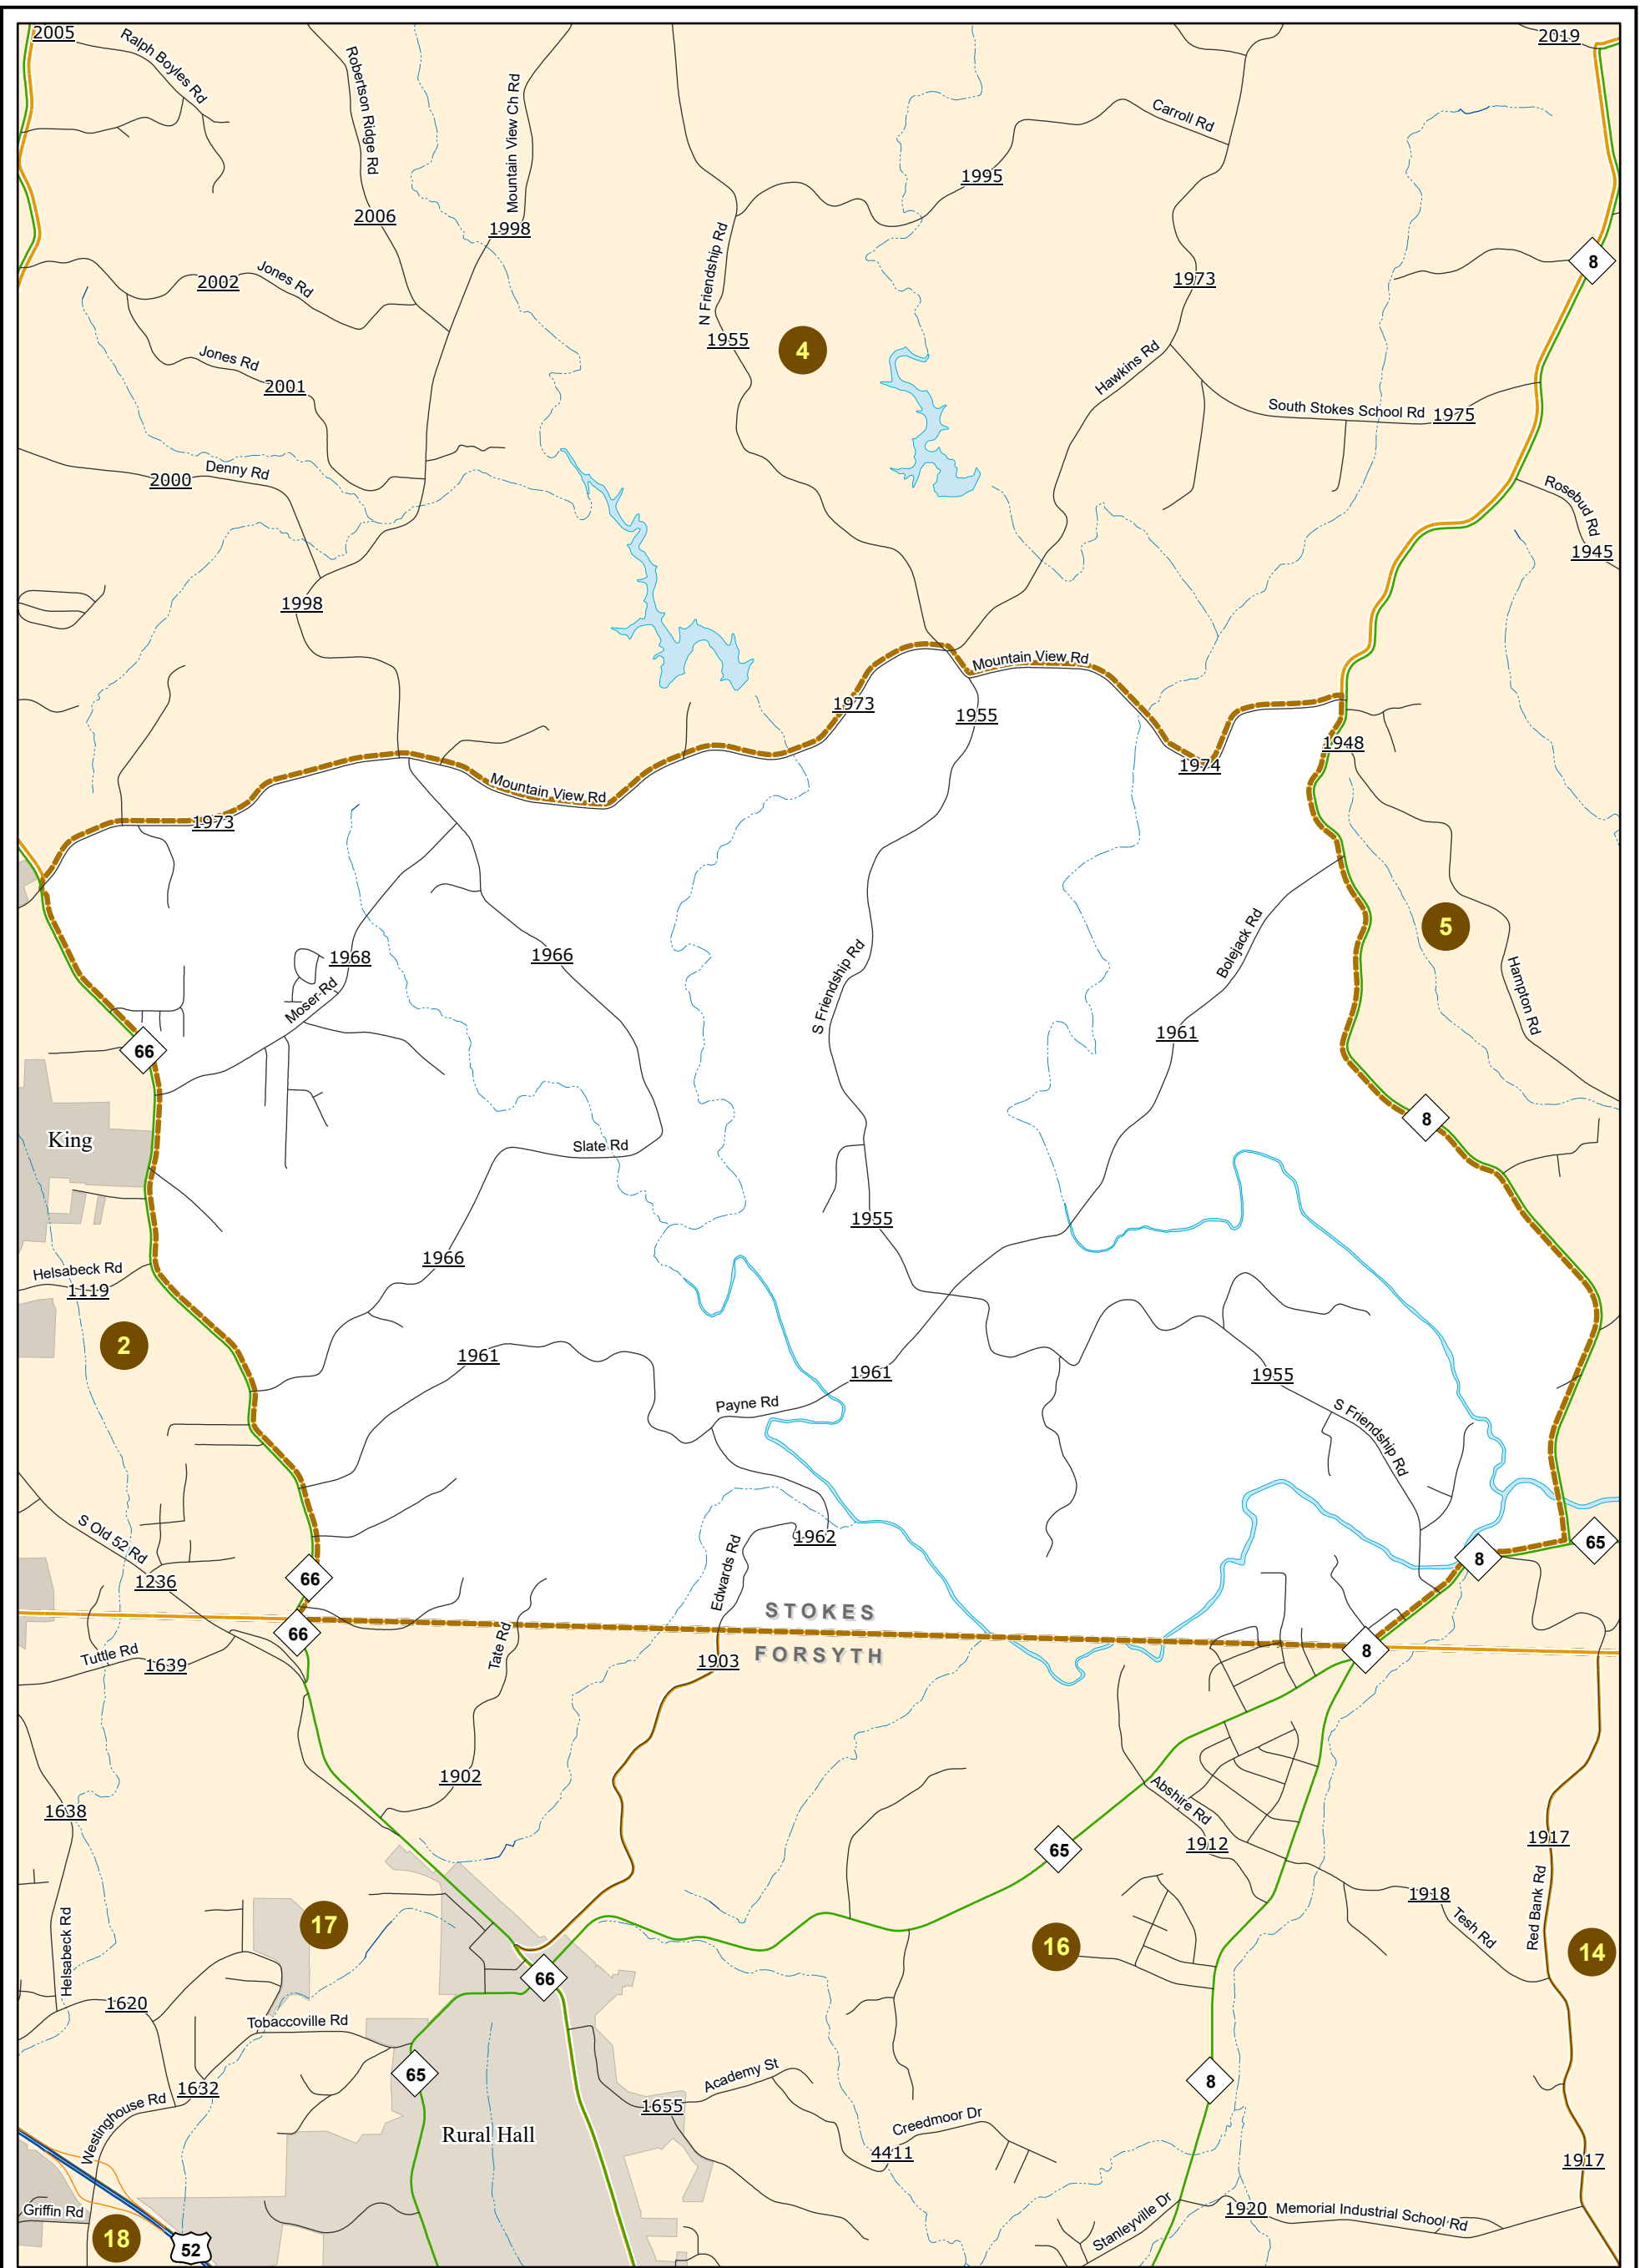 2005
Ralph Boyles Rd
Robertson Ridge Rd
Mountain View Ch Rd
2019
Carroll Rd
1995
2006
1998
N Friendship Rd
8
2002
Jones Rd
1973
1955
4
Jones Rd
2001
Hawkins Rd
South Stokes School Rd
1975
2000
Denny Rd
Rosebud Rd
1945
1998
Mountain View Rd
1973
1955
1948
1974
Mountain View Rd
1973
5
Bolejack Rd
1968
1966
S Friendship Rd
Hampton Rd
Moser Rd
1961
66
8
King
Slate Rd
1955
1966
Helsabeck Rd
1119
2
1961
1961
1955
Payne Rd
S Friendship Rd
S Old 52 Rd
1962
65
8
Edwards Rd
66
1236
STOKES
66
Tate Rd
FORSYTH
8
Tuttle Rd
1639
1903
1902
Abshire Rd
1638
65
1912
1917
1918
Tesh Rd
Red Bank Rd
Helsabeck Rd
17
16
14
66
1620
Tobaccoville Rd
65
8
1632
Academy St
1655
Westinghouse Rd
Creedmoor Dr
Rural Hall
4411
1917
Griffin Rd
Stanleyville Dr
1920
Memorial Industrial School Rd
18
52